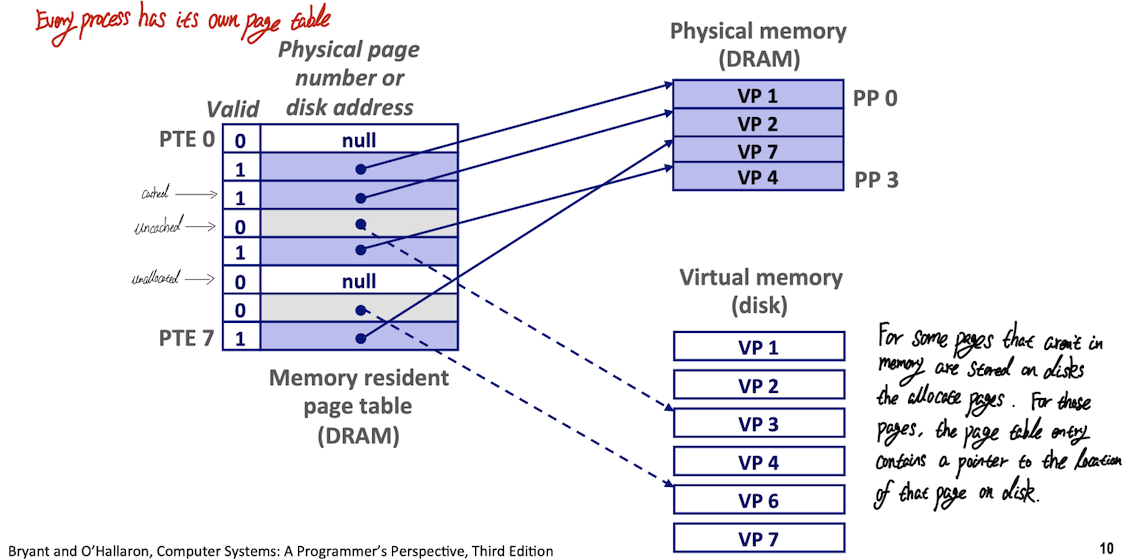 Every process has its own page table
Physical page
number or
disk address
Valid
PTE 0
0
null
1
cached
1
uncached
0
1
unallocated
0
null
0
PTE 7
1
Memory resident
page table
(DRAM)
Physical memory
(DRAM)
VP 1
PP 0
VP 2
VP 7
VP 4
PP 3
Virtual memory
(disk)
VP 1
VP 2
VP 3
VP 4
VP 6
VP 7
For some pages that aren't in
memory are stored on disks
the allocate pages. For those
pages, the page table entry
contains a pointer to the location
of that page on disk.
Bryant and O'Hallaron, Computer Systems: A Programmer's Perspective, Third Edition
10